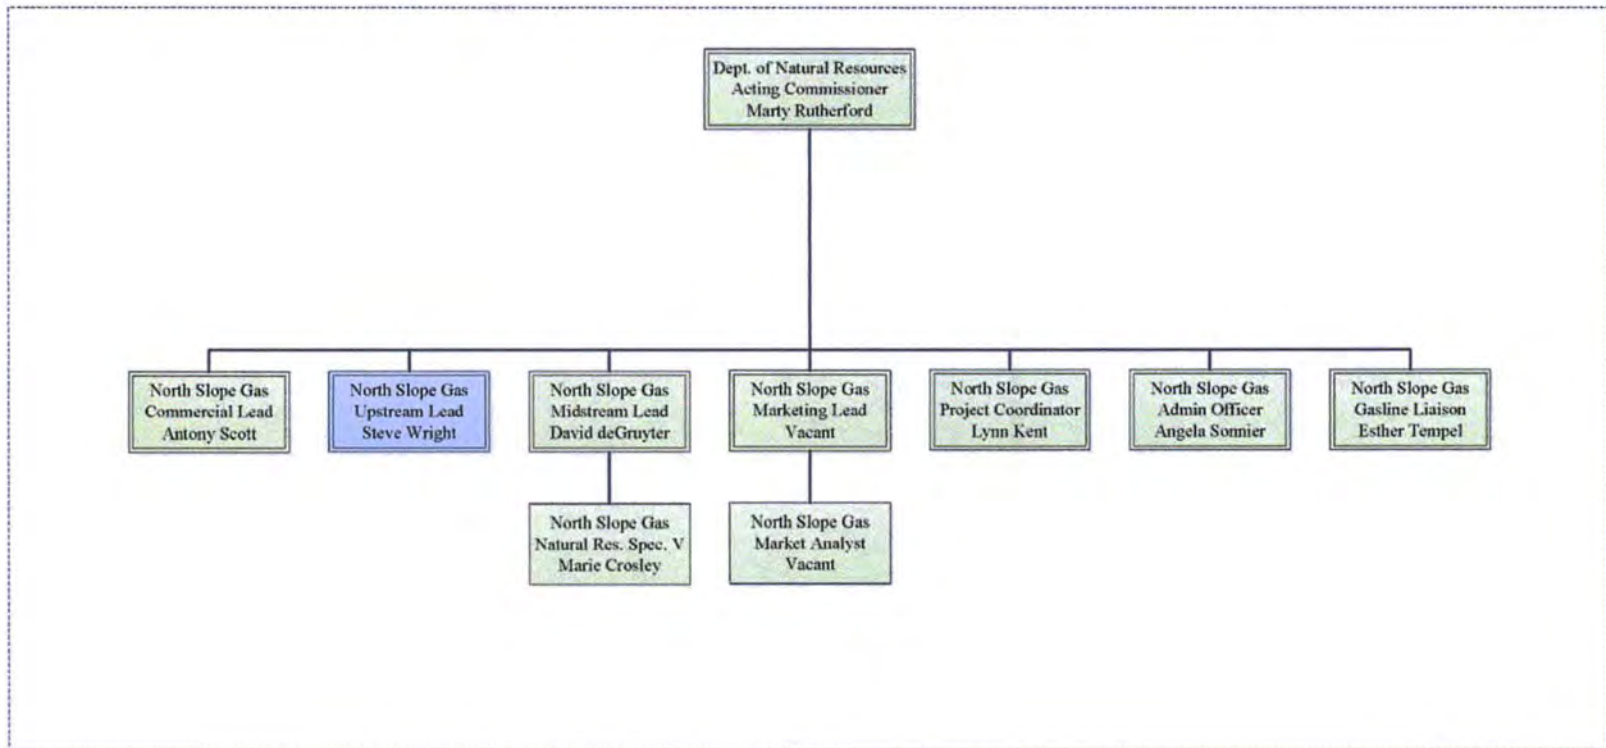 Dept. of Natural Resources
Acting Commissioner
Marty Rutherford
North Slope Gas
Commercial Lead
Antony Scott
North Slope Gas
Upstream Lead
Steve Wright
North Slope Gas
Midstream Lead
David deGruyter
North Slope Gas
Marketing Lead
Vacant
North Slope Gas
Project Coordinator
Lynn Kent
North Slope Gas
Admin Officer
Angela Sonnier
North Slope Gas
Gasline Liaison
Esther Tempel
North Slope Gas
Natural Res. Spec. V
Marie Crosley
North Slope Gas
Market Analyst
Vacant